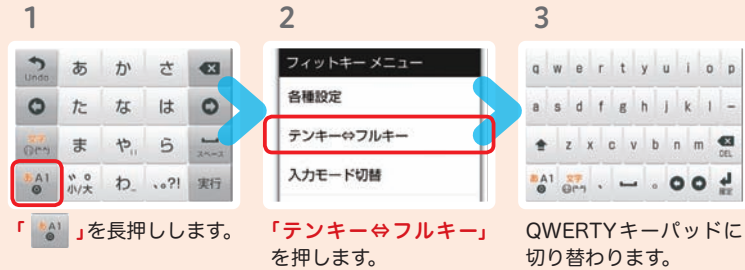 1
2
3
Undo あ か さ
た な は
文字 ま や ら スペース
あA1 小/大 わ 、。?! 実行
「あA1」を長押しします。
フィットキー メニュー
各種設定
テンキー⇔フルキー
入力モード切替
「テンキー⇔フルキー」
を押します。
q w e r t y u i o p
a s d f g h j k l -
z x c v b n m DEL
あA1 文字 、 。 確定
QWERTYキーパッドに
切り替わります。